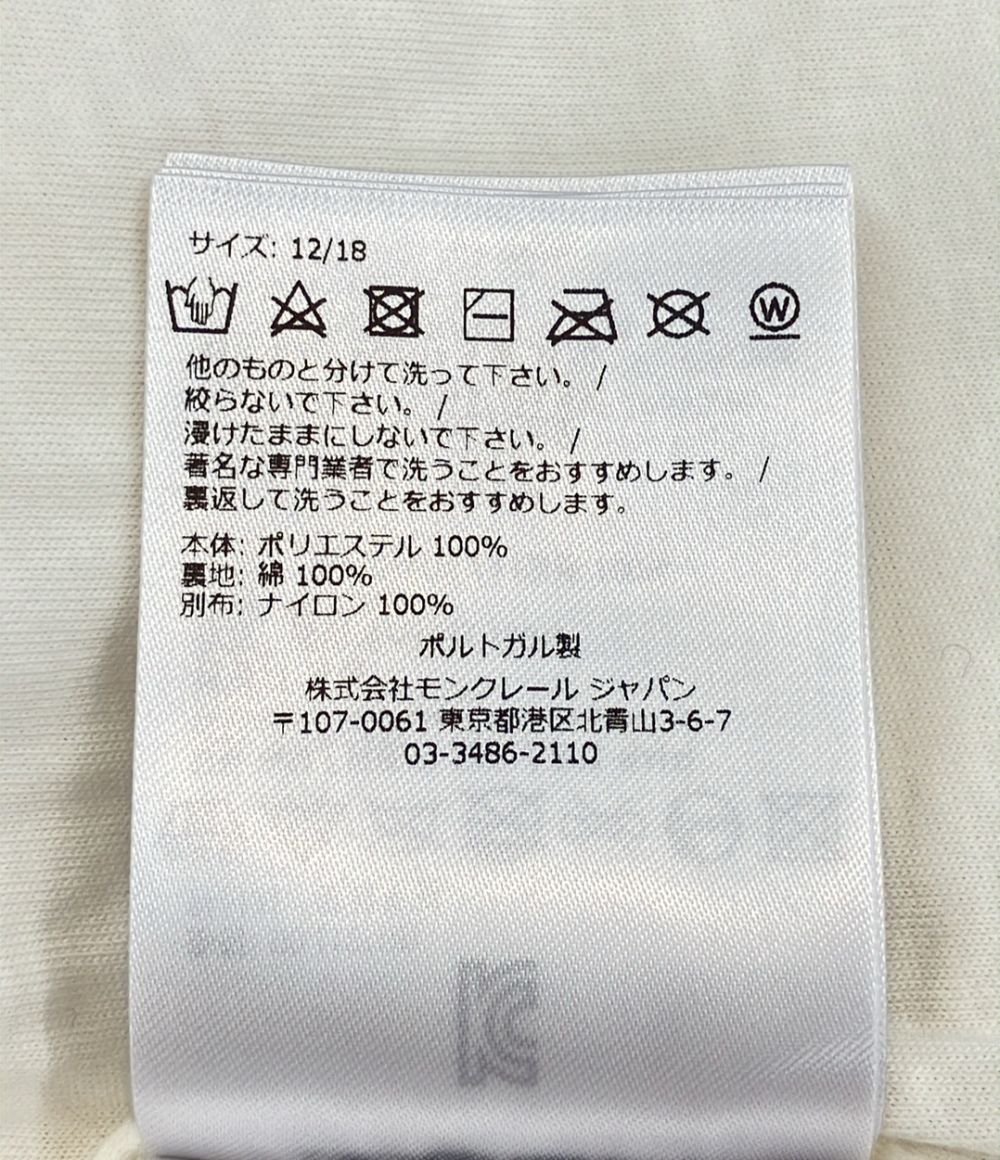 サイズ: 12/18
W
他のものと分けて洗って下さい。 /
絞らないで下さい。 /
浸けたままにしないで下さい。 /
著名な専門業者で洗うことをおすすめします。 /
裏返して洗うことをおすすめします。
本体: ポリエステル 100%
裏地: 綿 100%
別布: ナイロン 100%
ポルトガル製
株式会社モンクレール ジャパン
〒107-0061 東京都港区北青山3-6-7
03-3486-2110